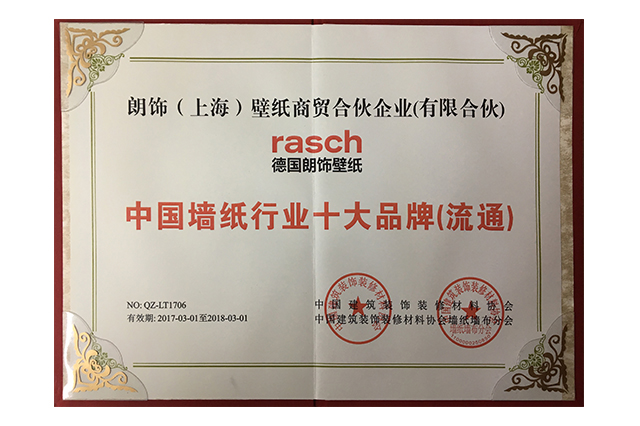 朗饰（上海）壁纸商贸合伙企业(有限合伙)
rasch
德国朗饰壁纸
中国墙纸行业十大品牌(流通)
NO: QZ-LT1706
有效期: 2017-03-01至2018-03-01
中国建筑装饰装修材料协会
中国建筑装饰装修材料协会墙纸墙布分会